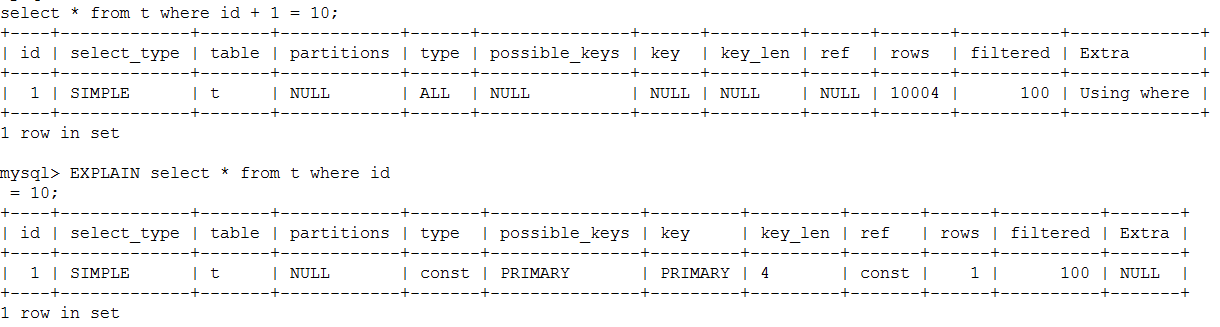 select * from t where id + 1 = 10;
+----+-------------+-------+------------+------+---------------+------+---------+------+-------+----------+-------------+
| id | select_type | table | partitions | type | possible_keys | key  | key_len | ref  | rows  | filtered | Extra       |
+----+-------------+-------+------------+------+---------------+------+---------+------+-------+----------+-------------+
|  1 | SIMPLE      | t     | NULL       | ALL  | NULL          | NULL | NULL    | NULL | 10004 |      100 | Using where |
+----+-------------+-------+------------+------+---------------+------+---------+------+-------+----------+-------------+
1 row in set
mysql> EXPLAIN select * from t where id
 = 10;
+----+-------------+-------+------------+-------+---------------+---------+---------+-------+------+----------+-------+
| id | select_type | table | partitions | type  | possible_keys | key     | key_len | ref   | rows | filtered | Extra |
+----+-------------+-------+------------+-------+---------------+---------+---------+-------+------+----------+-------+
|  1 | SIMPLE      | t     | NULL       | const | PRIMARY       | PRIMARY | 4       | const |    1 |      100 | NULL  |
+----+-------------+-------+------------+-------+---------------+---------+---------+-------+------+----------+-------+
1 row in set